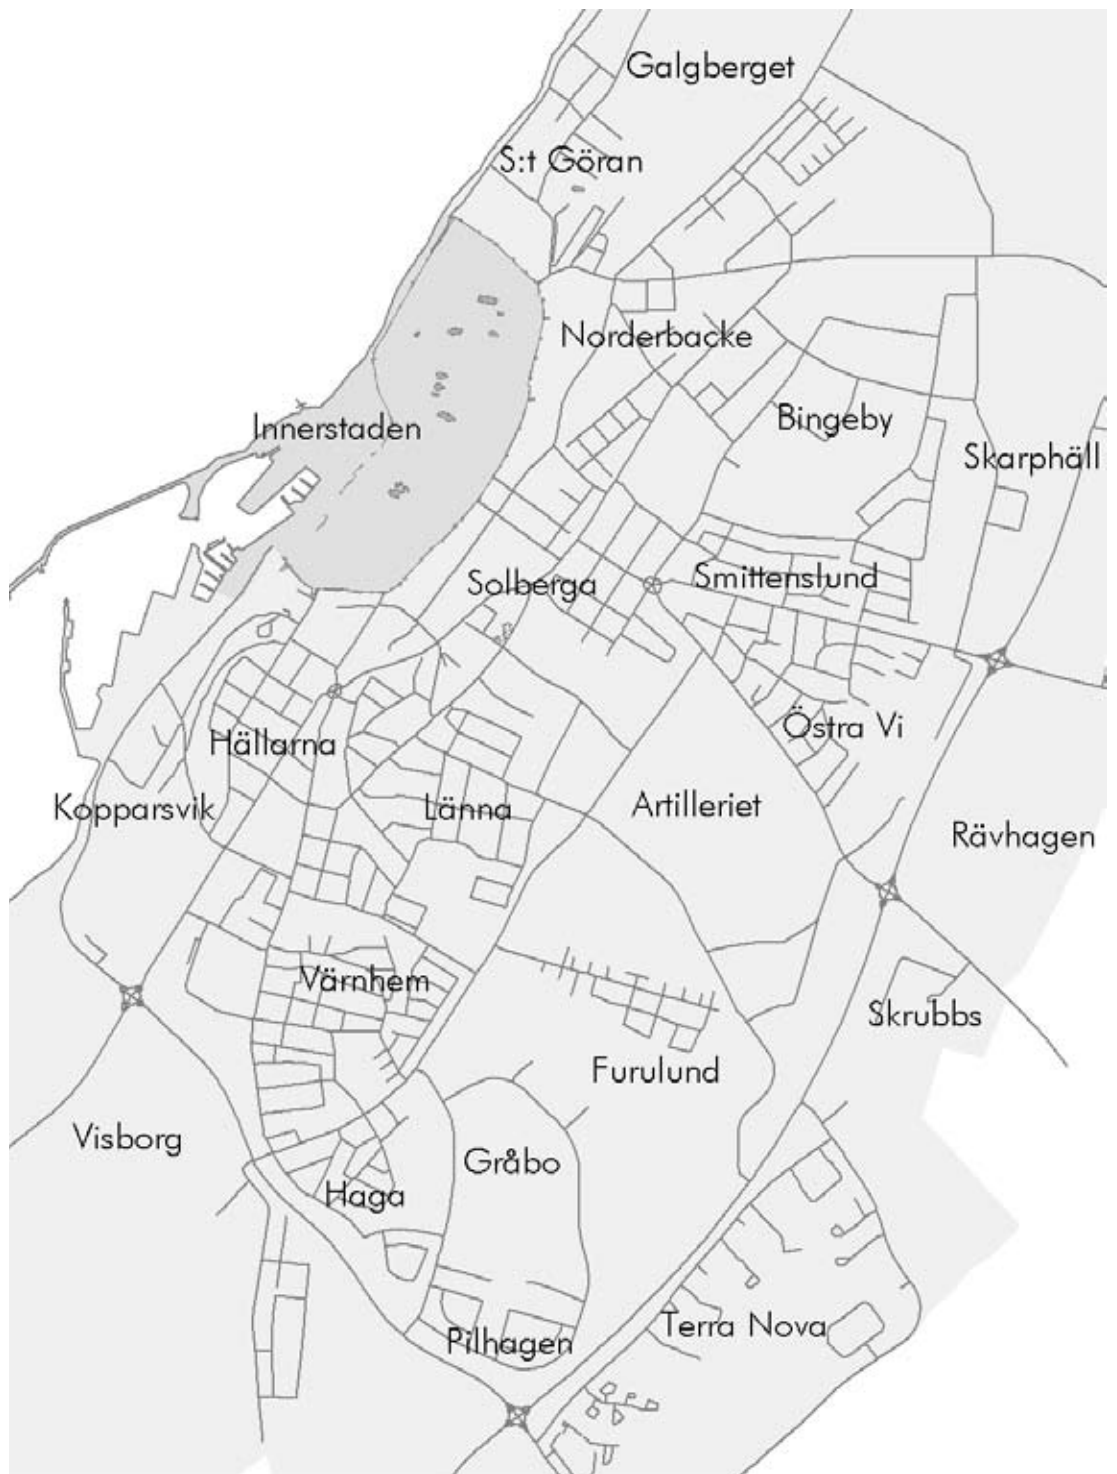 Galgberget
S:t Göran
Norderbacke
Bingeby
Innerstaden
Skarphäll
Solberga
Smittenslund
Östra Vi
Hällarna
Kopparsvik
Länna
Artilleriet
Rävhagen
Värnhem
Skrubbs
Furulund
Visborg
Gråbo
Haga
Terra Nova
Pilhagen